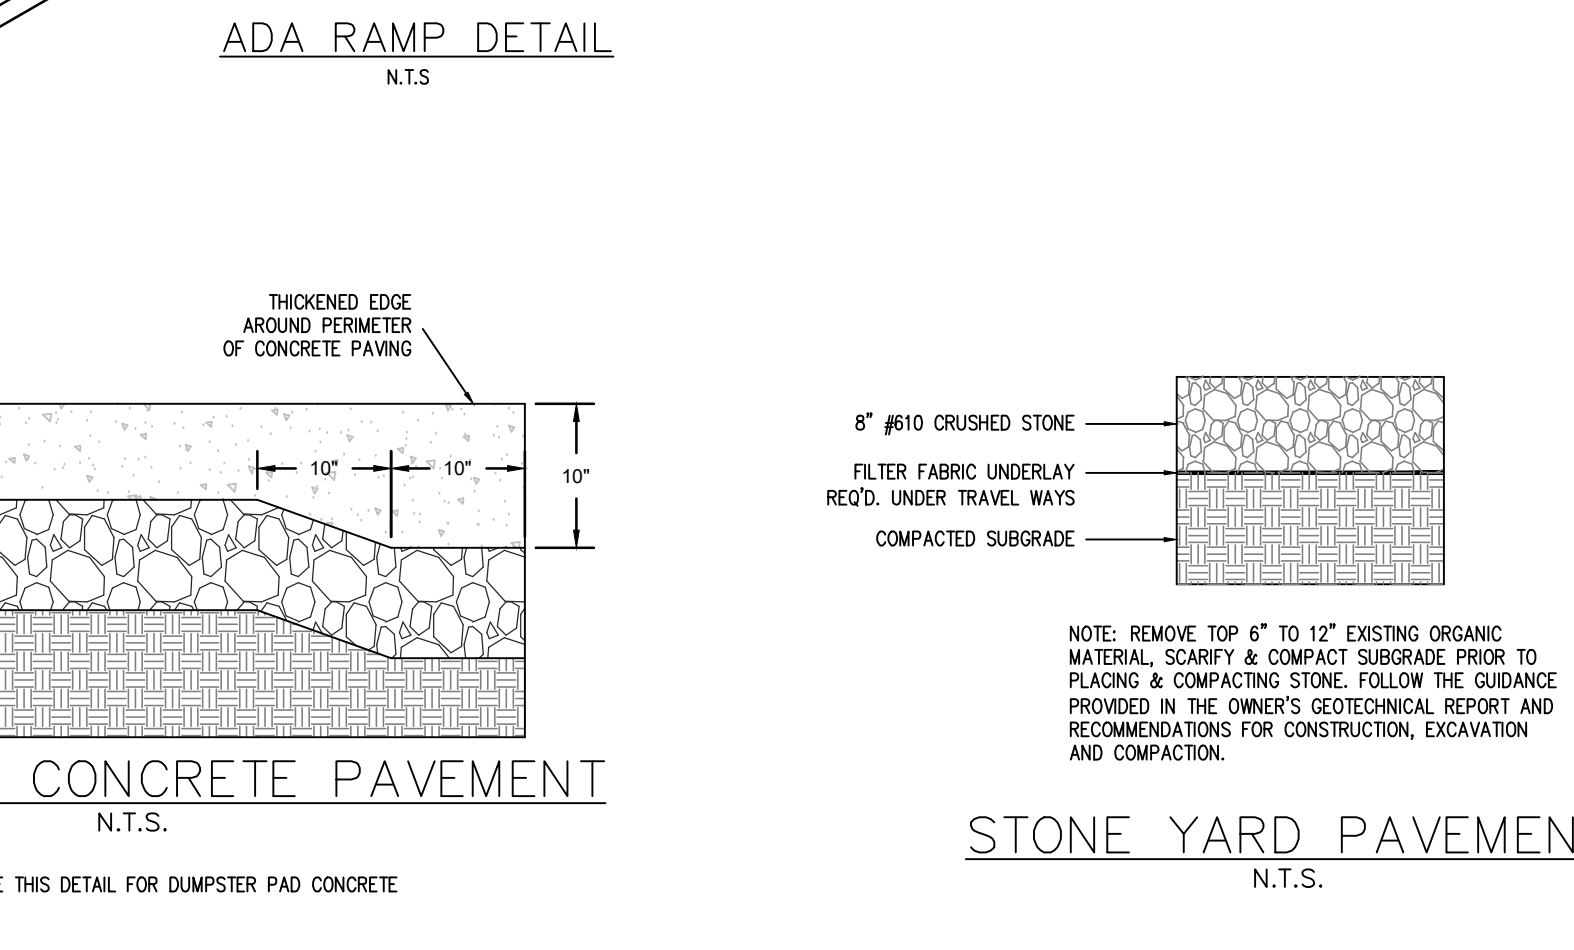 ADA RAMP DETAIL
N.T.S
THICKENED EDGE
AROUND PERIMETER
OF CONCRETE PAVING
10"
10"
10"
CONCRETE PAVEMENT
N.T.S.
E THIS DETAIL FOR DUMPSTER PAD CONCRETE
8" #610 CRUSHED STONE
FILTER FABRIC UNDERLAY
REQ'D. UNDER TRAVEL WAYS
COMPACTED SUBGRADE
NOTE: REMOVE TOP 6" TO 12" EXISTING ORGANIC
MATERIAL, SCARIFY & COMPACT SUBGRADE PRIOR TO
PLACING & COMPACTING STONE. FOLLOW THE GUIDANCE
PROVIDED IN THE OWNER'S GEOTECHNICAL REPORT AND
RECOMMENDATIONS FOR CONSTRUCTION, EXCAVATION
AND COMPACTION.
STONE YARD PAVEMEN
N.T.S.